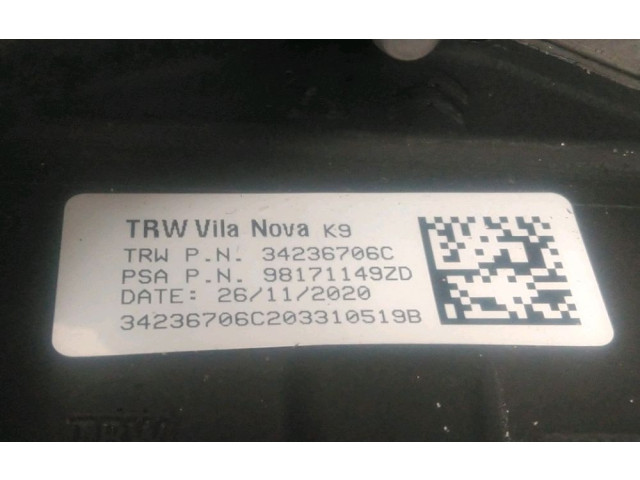 TRW Vila Nova K9
TRW P.N. 34236706C
PSA P.N. 98171149ZD
DATE: 26/11/2020
34236706C203310519B